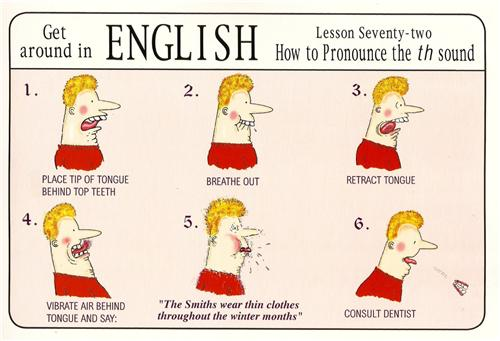 Get
around in
ENGLISH
Lesson Seventy-two
How to Pronounce the th sound
1.
PLACE TIP OF TONGUE
BEHIND TOP TEETH
2.
BREATHE OUT
3.
RETRACT TONGUE
4.
VIBRATE AIR BEHIND
TONGUE AND SAY:
5.
"The Smiths wear thin clothes
throughout the winter months"
6.
CONSULT DENTIST